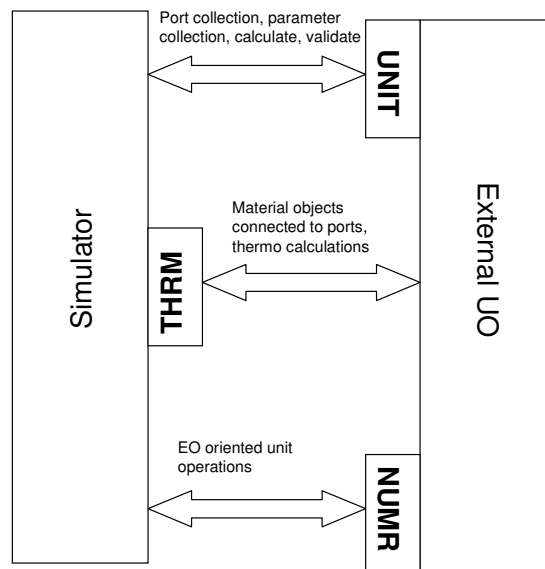 Port collection, parameter
collection, calculate, validate
UNIT
Simulator
External UO
Material objects
connected to ports,
thermo calculations
THRM
EO oriented unit
operations
NUMR